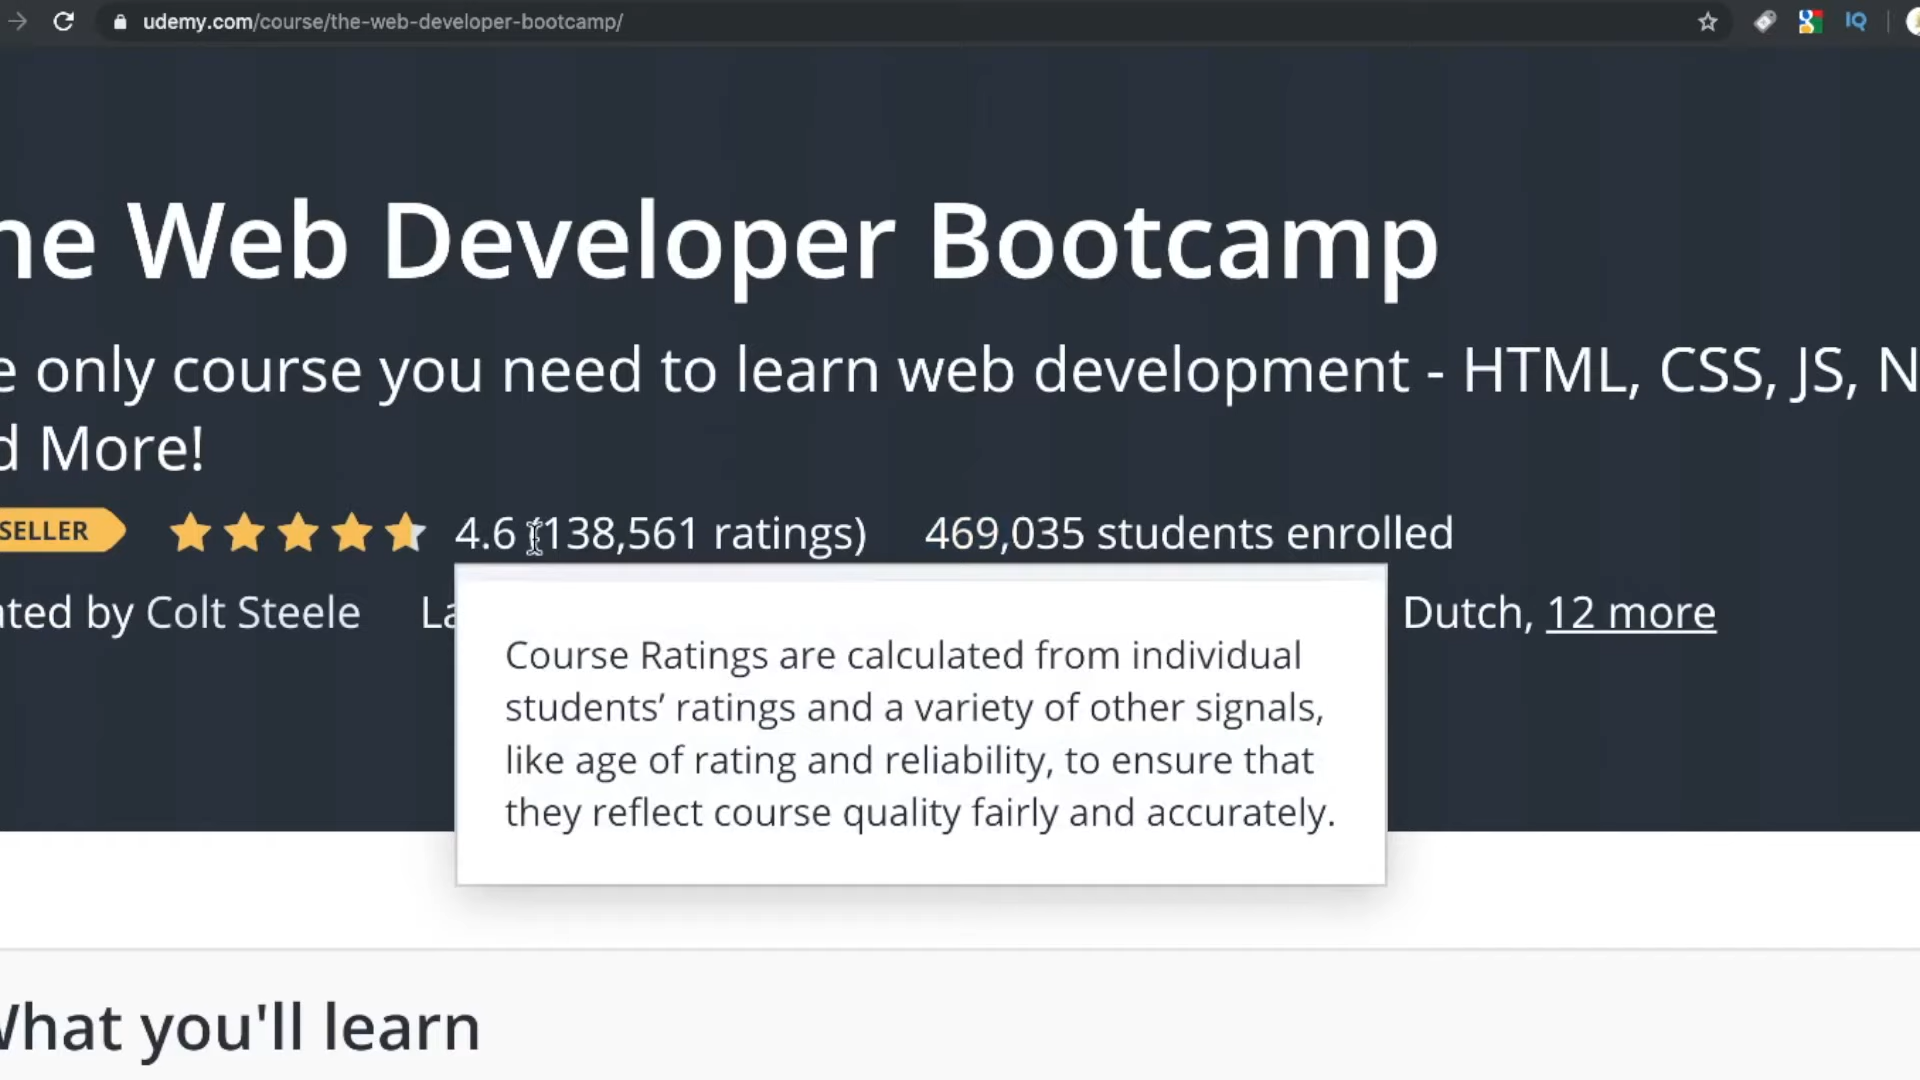 udemy.com/course/the-web-developer-bootcamp/
IQ
he Web Developer Bootcamp
e only course you need to learn web development - HTML, CSS, JS, N
d More!
SELLER 4.6 (138,561 ratings) 469,035 students enrolled
ated by Colt Steele La Dutch, 12 more
Course Ratings are calculated from individual
students’ ratings and a variety of other signals,
like age of rating and reliability, to ensure that
they reflect course quality fairly and accurately.
What you'll learn